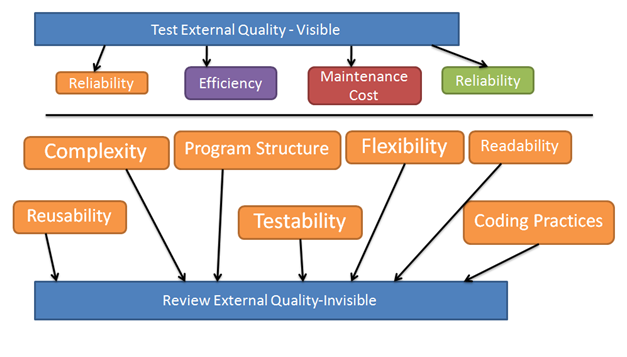 Test External Quality - Visible
Reliability
Efficiency
Maintenance
Cost
Reliability
Complexity
Program Structure
Flexibility
Readability
Reusability
Testability
Coding Practices
Review External Quality-Invisible